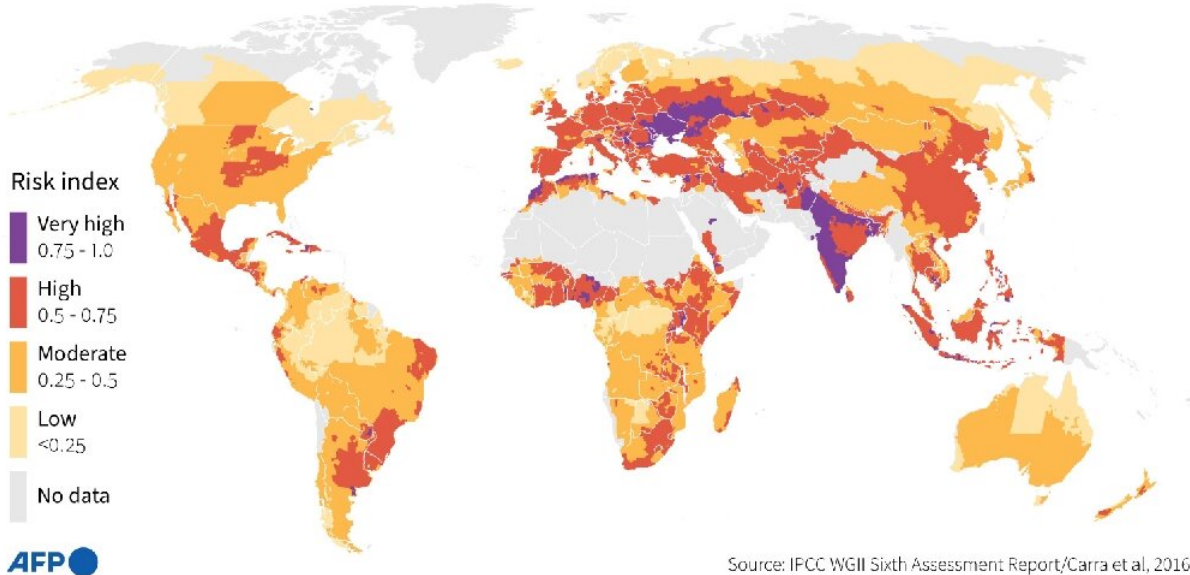 Risk index
Very high
0.75 - 1.0
High
0.5 - 0.75
Moderate
0.25 - 0.5
Low
<0.25
No data
AFP
Source: IPCC WGII Sixth Assessment Report/Carra et al, 2016